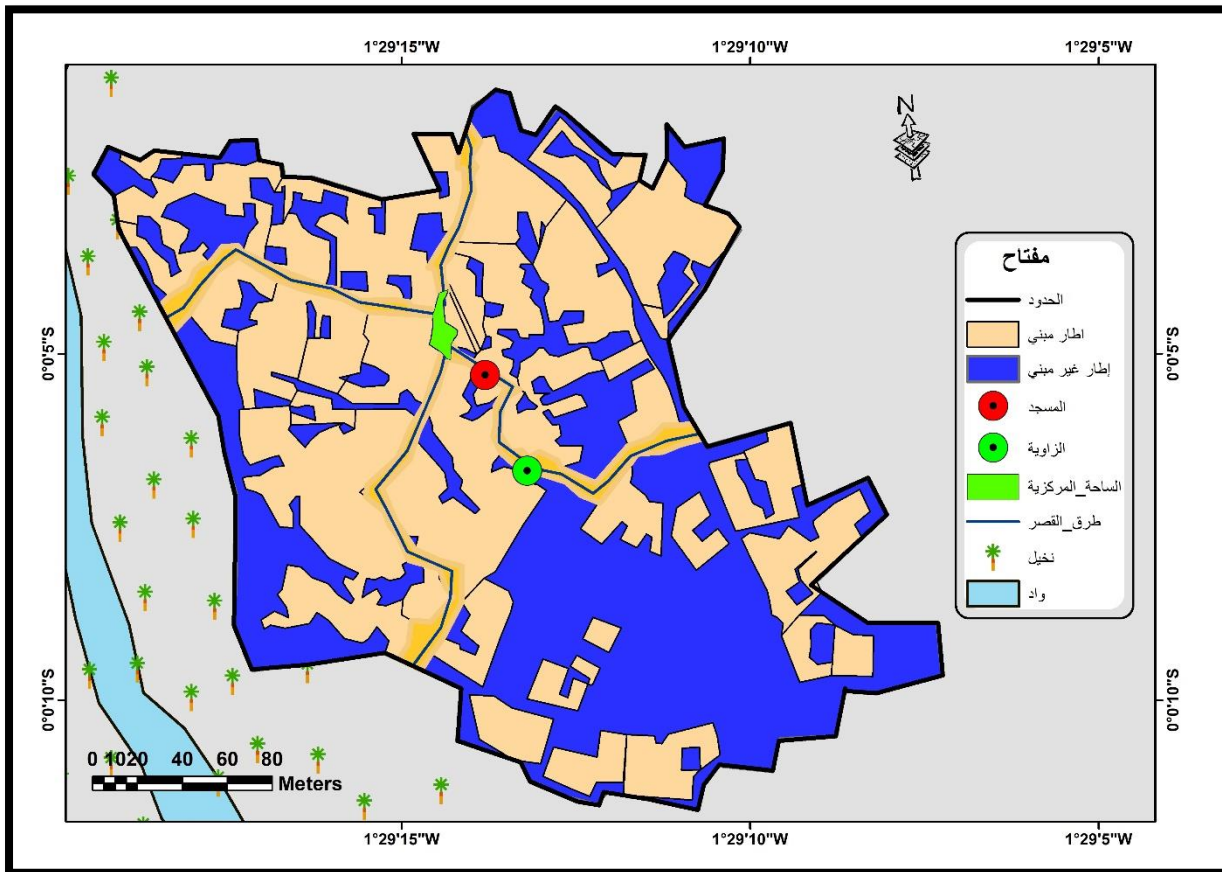 1°29'15"W
1°29'10"W
1°29'5"W
N
مفتاح
الحدود
اطار مبني
إطار غير مبني
المسجد
الزاوية
الساحة_المركزية
طرق_القصر
نخيل
واد
0°0'5"S
0°0'5"S
0°0'10"S
0°0'10"S
0 10 20 40 60 80
Meters
1°29'15"W
1°29'10"W
1°29'5"W